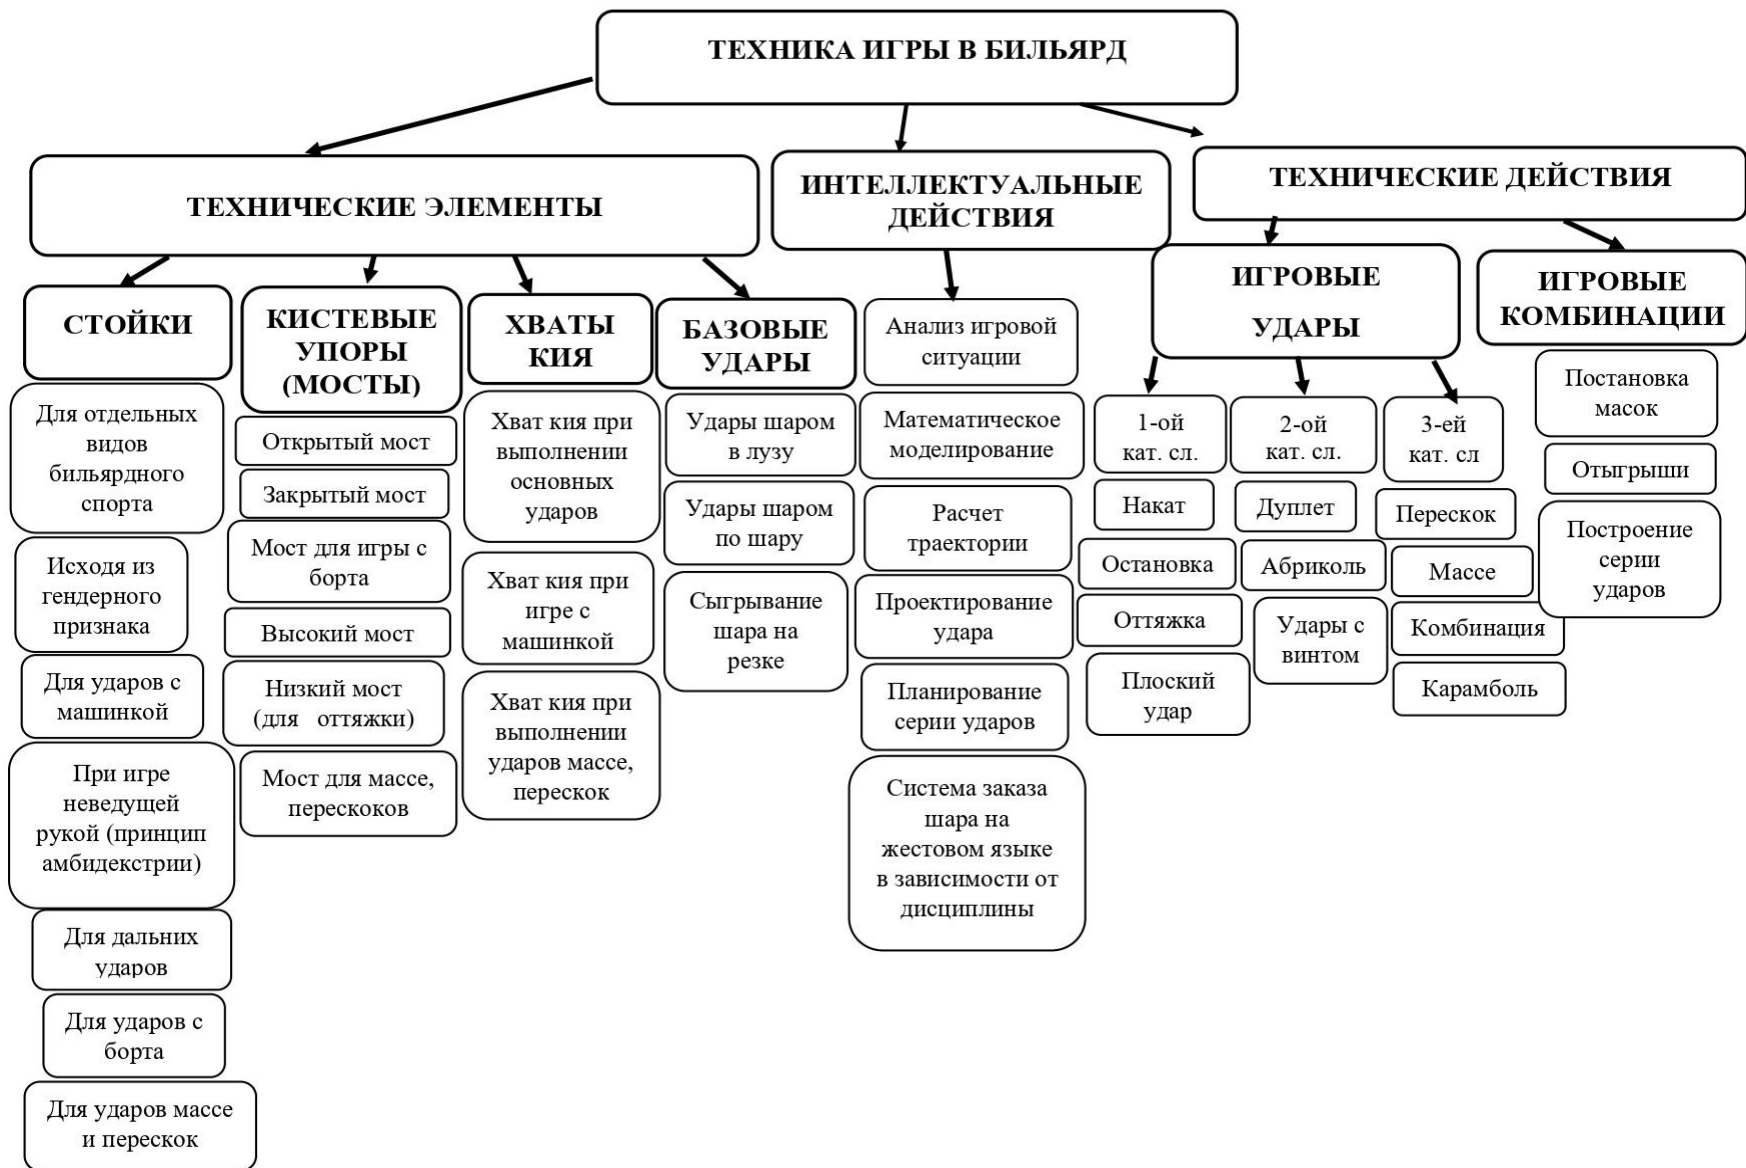 ТЕХНИКА ИГРЫ В БИЛЬЯРД
ТЕХНИЧЕСКИЕ ЭЛЕМЕНТЫ
ИНТЕЛЛЕКТУАЛЬНЫЕ
ДЕЙСТВИЯ
ТЕХНИЧЕСКИЕ ДЕЙСТВИЯ
СТОЙКИ
Для отдельных
видов
бильярдного
спорта
Исходя из
гендерного
признака
Для ударов с
машинкой
При игре
неведущей
рукой (принцип
амбидекстрии)
Для дальних
ударов
Для ударов с
борта
Для ударов массе
и перескок
КИСТЕВЫЕ
УПОРЫ
(МОСТЫ)
Открытый мост
Закрытый мост
Мост для игры с
борта
Высокий мост
Низкий мост
(для оттяжки)
Мост для массе,
перескоков
ХВАТЫ
КИЯ
Хват кия при
выполнении
основных
ударов
Хват кия при
игре с
машинкой
Хват кия при
выполнении
ударов массе,
перескок
БАЗОВЫЕ
УДАРЫ
Удары шаром
в лузу
Удары шаром
по шару
Сыгрывание
шара на
резке
Анализ игровой
ситуации
Математическое
моделирование
Расчет
траектории
Проектирование
удара
Планирование
серии ударов
Система заказа
шара на
жестовом языке
в зависимости от
дисциплины
ИГРОВЫЕ
УДАРЫ
1-ой
кат. сл.
Накат
Остановка
Оттяжка
Плоский
удар
2-ой
кат. сл.
Дуплет
Абриколь
Удары с
винтом
3-ей
кат. сл
Перескок
Массе
Комбинация
Карамболь
ИГРОВЫЕ
КОМБИНАЦИИ
Постановка
масок
Отыгрыши
Построение
серии
ударов